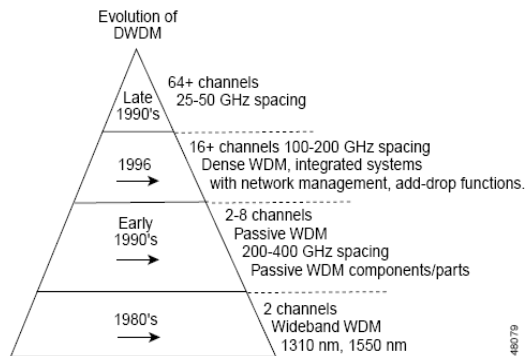 Evolution of
DWDM
Late
1990's
64+ channels
25-50 GHz spacing
1996
16+ channels 100-200 GHz spacing
Dense WDM, integrated systems
with network management, add-drop functions.
Early
1990's
2-8 channels
Passive WDM
200-400 GHz spacing
Passive WDM components/parts
1980's
2 channels
Wideband WDM
1310 nm, 1550 nm
48079